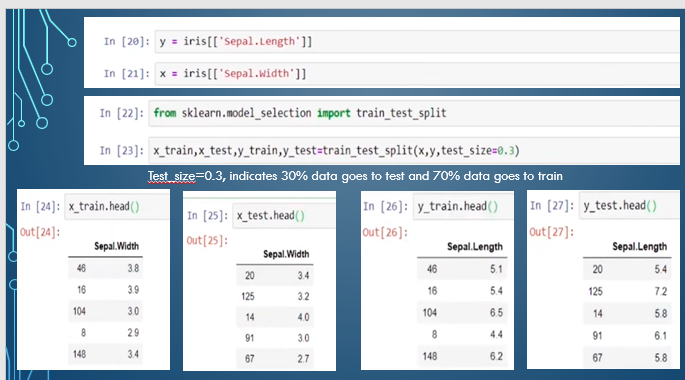 In [20]: y = iris[['Sepal.Length']]
In [21]: x = iris[['Sepal.Width']]
In [22]: from sklearn.model_selection import train_test_split
In [23]: x_train,x_test,y_train,y_test=train_test_split(x,y,test_size=0.3)
Test_size=0.3, indicates 30% data goes to test and 70% data goes to train
In [24]: x_train.head()
Out[24]:
Sepal.Width
46 3.8
16 3.9
104 3.0
8 2.9
148 3.4
In [25]: x_test.head()
Out[25]:
Sepal.Width
20 3.4
125 3.2
14 4.0
91 3.0
67 2.7
In [26]: y_train.head()
Out[26]:
Sepal.Length
46 5.1
16 5.4
104 6.5
8 4.4
148 6.2
In [27]: y_test.head()
Out[27]:
Sepal.Length
20 5.4
125 7.2
14 5.8
91 6.1
67 5.8